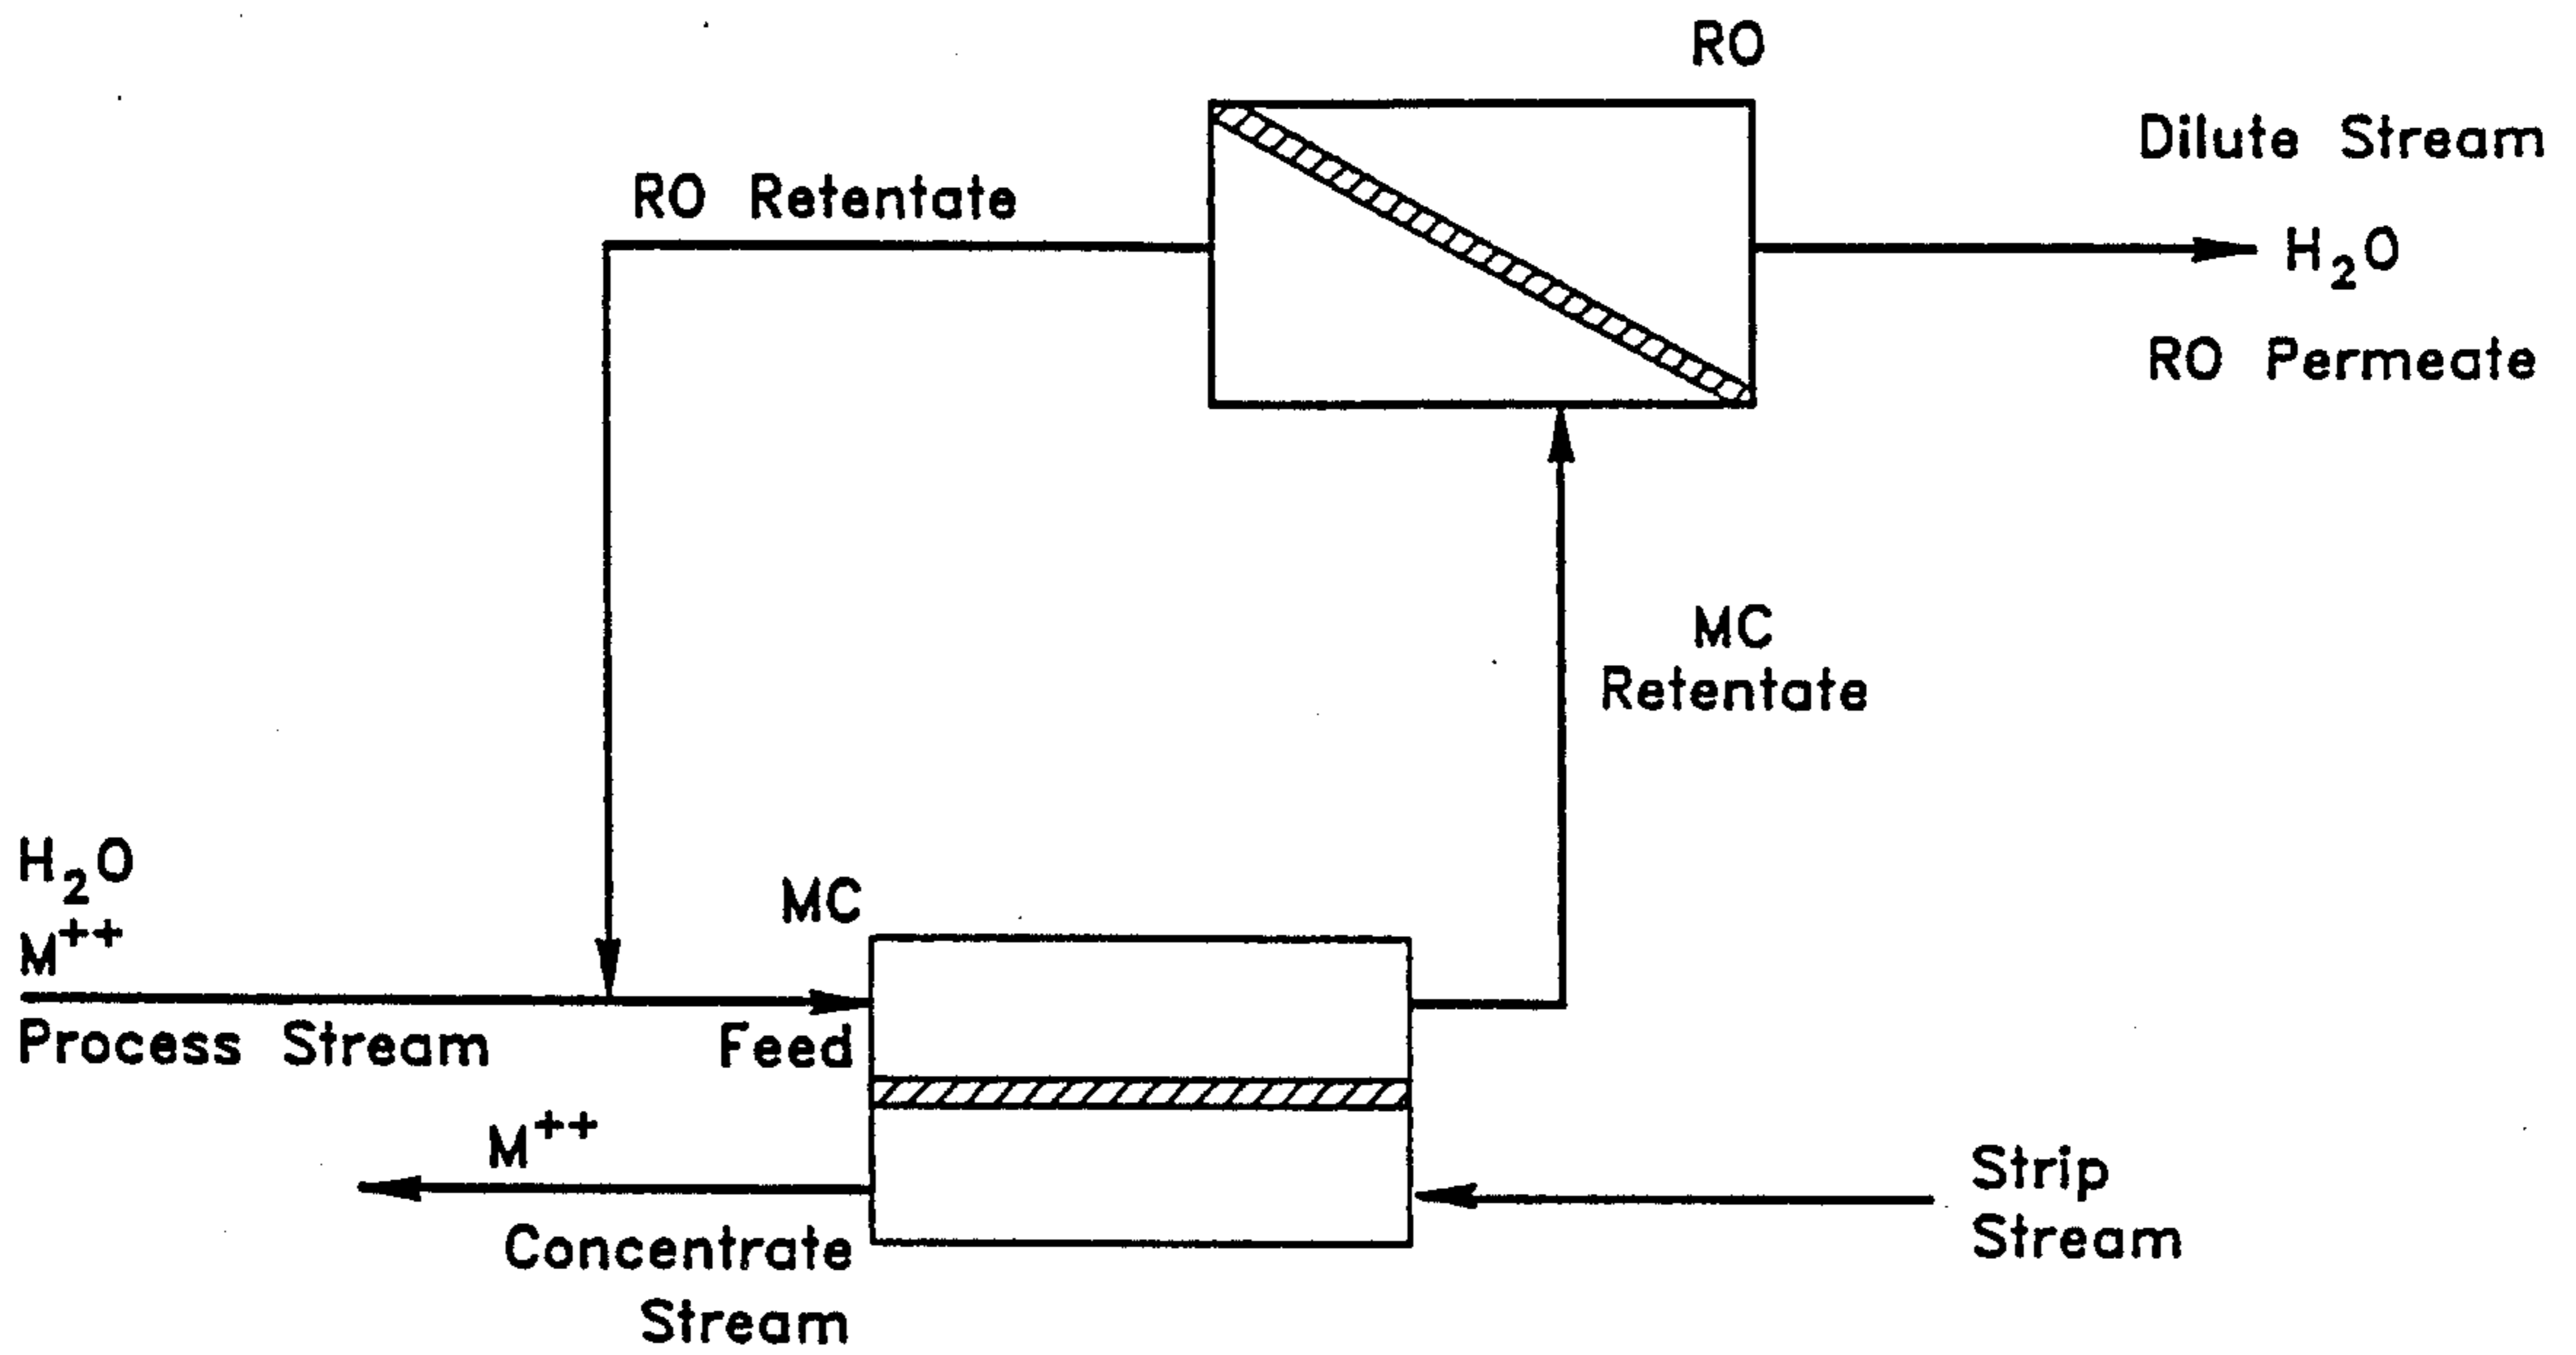 RO
Dilute Stream
RO Retentate
H₂O
RO Permeate
MC
Retentate
H₂O
M⁺⁺
MC
Process Stream
Feed
M⁺⁺
Concentrate
Stream
Strip
Stream